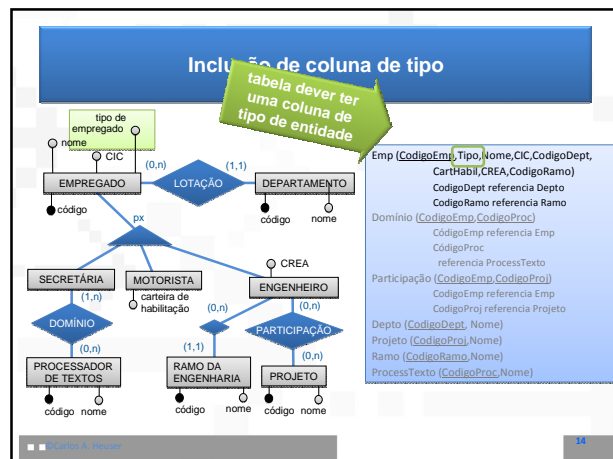 Inclusão de coluna de tipo
tabela dever ter
uma coluna de
tipo de entidade
tipo de
empregado
nome
CIC
(0,n)
(1,1)
EMPREGADO
LOTAÇÃO
DEPARTAMENTO
código
código
nome
px
CREA
SECRETÁRIA
MOTORISTA
ENGENHEIRO
(1,n)
carteira de
habilitação
(0,n)
(0,n)
DOMÍNIO
PARTICIPAÇÃO
(0,n)
(1,1)
(0,n)
PROCESSADOR
DE TEXTOS
RAMO DA
ENGENHARIA
PROJETO
código
nome
código
nome
código
nome
Emp (CodigoEmp,Tipo,Nome,CIC,CodigoDept,
CartHabil,CREA,CodigoRamo)
CodigoDept referencia Depto
CodigoRamo referencia Ramo
Domínio (CodigoEmp,CodigoProc)
CódigoEmp referencia Emp
CódigoProc
referencia ProcessTexto
Participação (CodigoEmp,CodigoProj)
CodigoEmp referencia Emp
CodigoProj referencia Projeto
Depto (CodigoDept, Nome)
Projeto (CodigoProj,Nome)
Ramo (CodigoRamo,Nome)
ProcessTexto (CodigoProc,Nome)
©Carlos A. Heuser
14